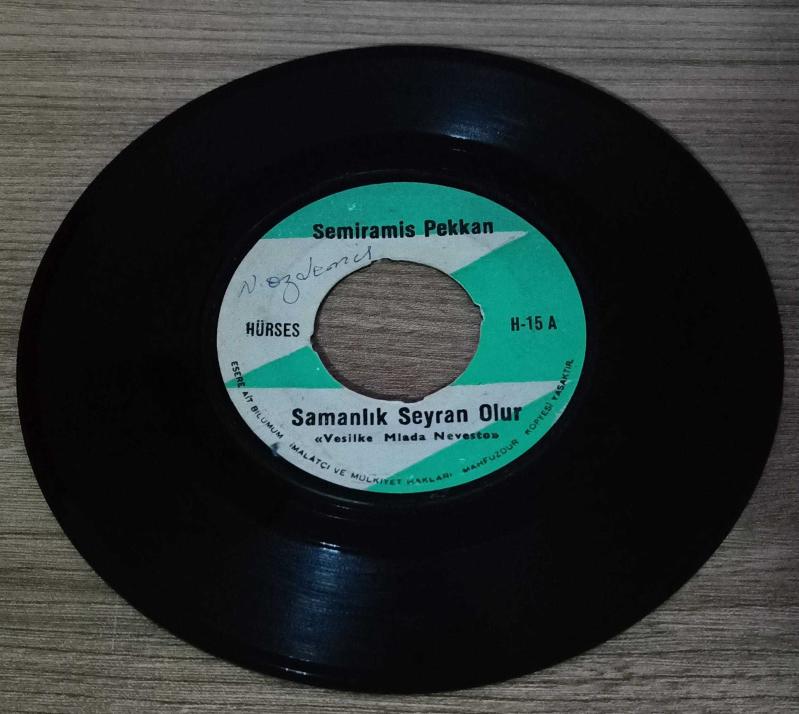 Semiramis Pekkan
N. Özdemir
HÜRSES
H-15 A
Samanlık Seyran Olur
«Vesilke Mlada Nevesto»
ESERE AİT BİLUMUM İMALATÇI VE MÜLKİYET HAKLARI MAHFUZDUR KOPYESİ YASAKTIR.